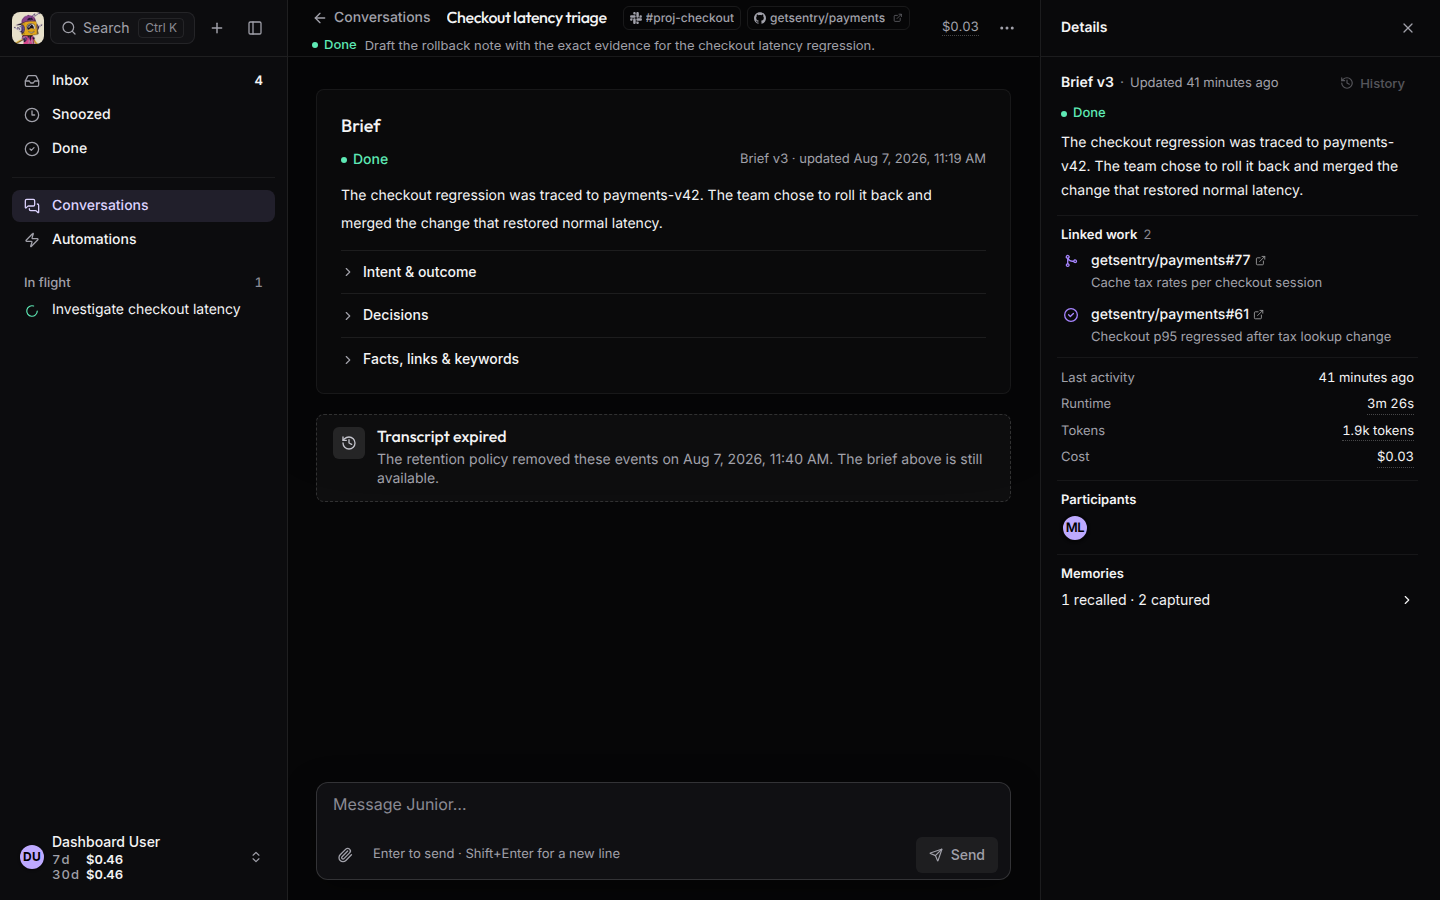 Search Ctrl K
Inbox 4
Snoozed
Done
Conversations
Automations
In flight 1
Investigate checkout latency
DU
Dashboard User
7d $0.46
30d $0.46
Conversations Checkout latency triage #proj-checkout getsentry/payments $0.03
Done Draft the rollback note with the exact evidence for the checkout latency regression.
Brief
Done Brief v3 · updated Aug 7, 2026, 11:19 AM
The checkout regression was traced to payments-v42. The team chose to roll it back and
merged the change that restored normal latency.
Intent & outcome
Decisions
Facts, links & keywords
Transcript expired
The retention policy removed these events on Aug 7, 2026, 11:40 AM. The brief above is still
available.
Message Junior...
Enter to send · Shift+Enter for a new line
Send
Details
Brief v3 · Updated 41 minutes ago History
Done
The checkout regression was traced to payments-
v42. The team chose to roll it back and merged the
change that restored normal latency.
Linked work 2
getsentry/payments#77
Cache tax rates per checkout session
getsentry/payments#61
Checkout p95 regressed after tax lookup change
Last activity 41 minutes ago
Runtime 3m 26s
Tokens 1.9k tokens
Cost $0.03
Participants
ML
Memories
1 recalled · 2 captured